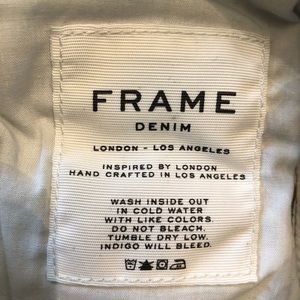 FRAME
DENIM
LONDON - LOS ANGELES
INSPIRED BY LONDON
HAND CRAFTED IN LOS ANGELES
WASH INSIDE OUT
IN COLD WATER
WITH LIKE COLORS.
DO NOT BLEACH.
TUMBLE DRY LOW.
INDIGO WILL BLEED.